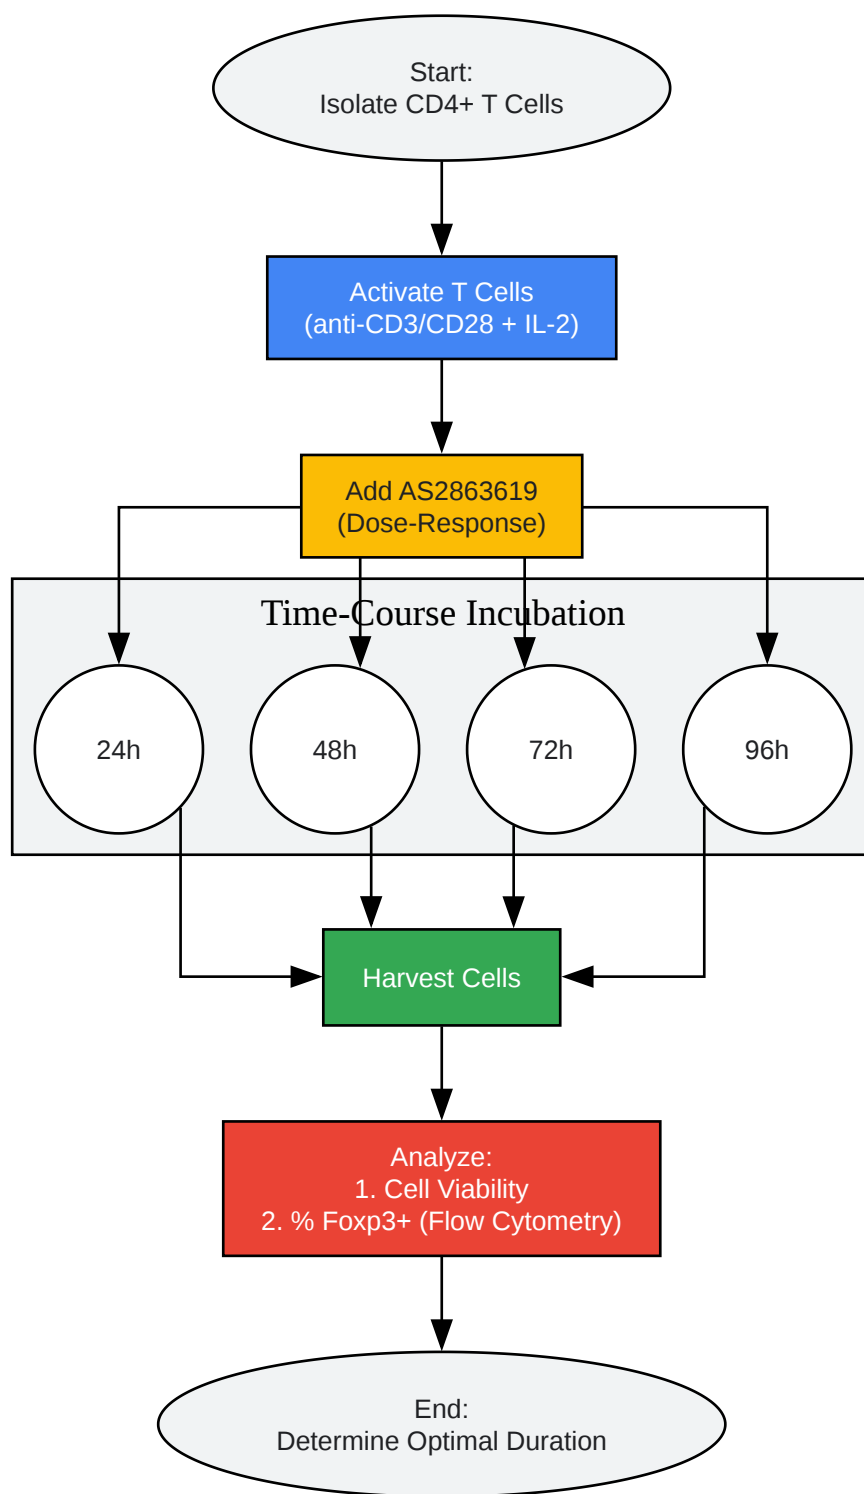 Start:
Isolate CD4+ T Cells
Activate T Cells
(anti-CD3/CD28 + IL-2)
Add AS2863619
(Dose-Response)
Time-Course Incubation
24h
48h
72h
96h
Harvest Cells
Analyze:
1. Cell Viability
2. % Foxp3+ (Flow Cytometry)
End:
Determine Optimal Duration